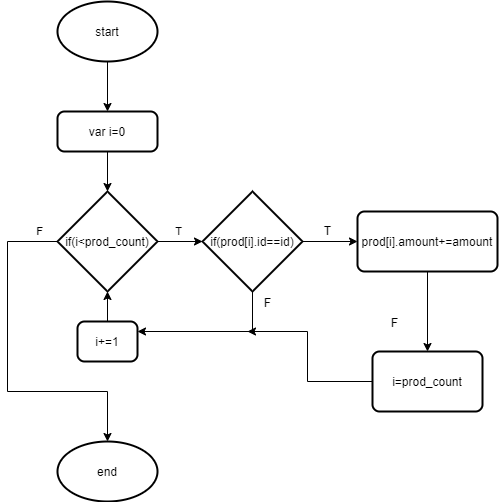 start
var i=0
F
if(i<prod_count)
T
if(prod[i].id==id)
T
prod[i].amount+=amount
F
F
i+=1
i=prod_count
end